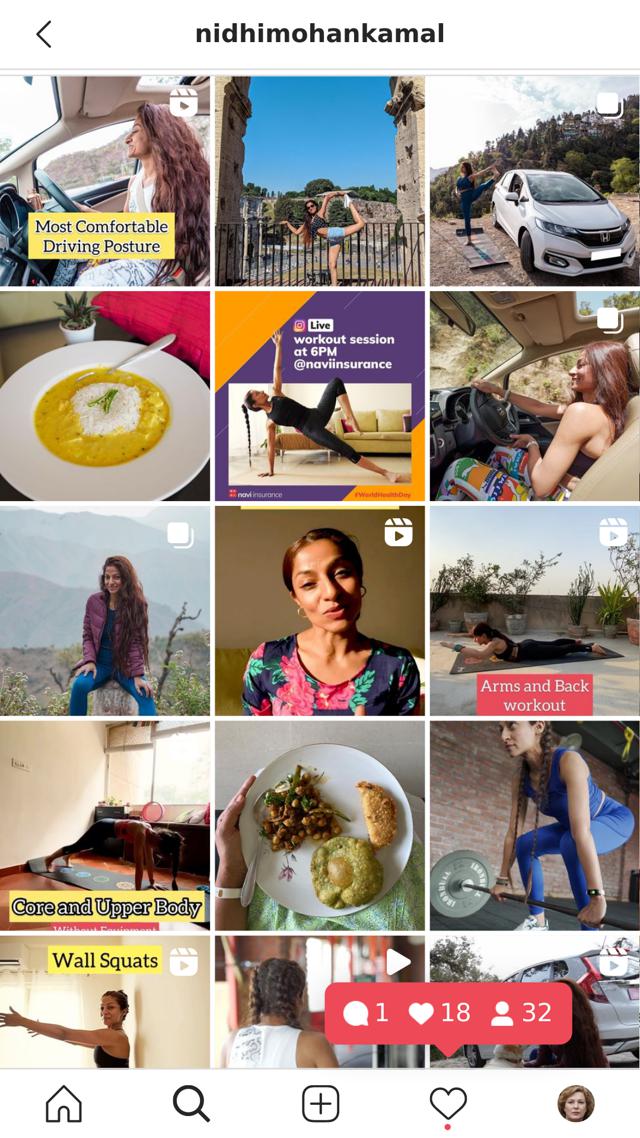 nidhimohankamal
Most Comfortable
Driving Posture
Live
workout session
at 6PM
@naviinsurance
navi insurance
#WorldHealthDay
Arms and Back
workout
Core and Upper Body
Without Equipment
Wall Squats
1 18 32